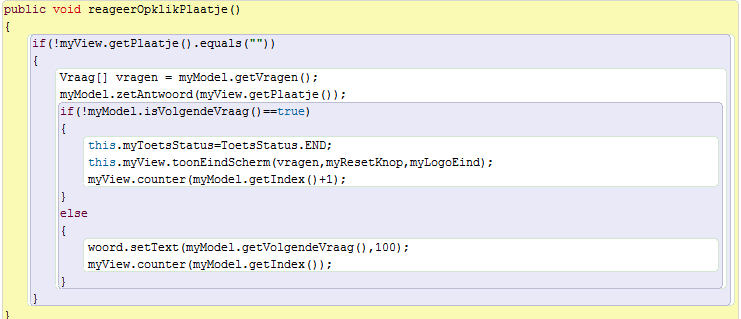 public void reageerOpklikPlaatje()
{
if(!myView.getPlaatje().equals(""))
{
Vraag[] vragen = myModel.getVragen();
myModel.zetAntwoord(myView.getPlaatje());
if(!myModel.isVolgendeVraag()==true)
{
this.myToetsStatus=ToetsStatus.END;
this.myView.toonEindScherm(vragen,myResetKnop,myLogoEind);
myView.counter(myModel.getIndex()+1);
}
else
{
woord.setText(myModel.getVolgendeVraag(),100);
myView.counter(myModel.getIndex());
}
}
}